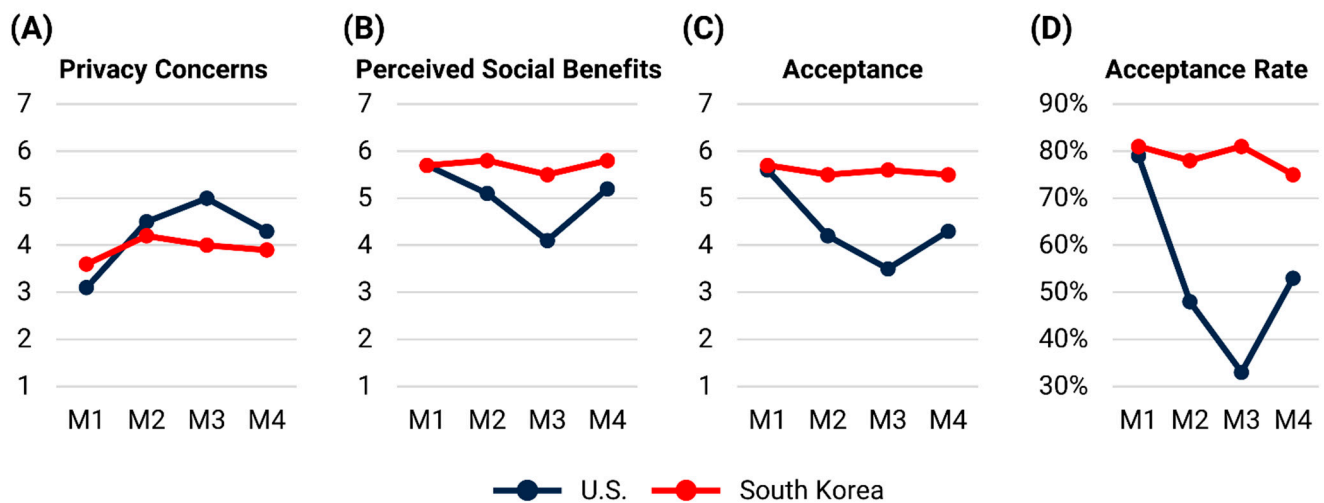 (A)
Privacy Concerns
7
6
5
4
3
2
1
M1 M2 M3 M4
(B)
Perceived Social Benefits
7
6
5
4
3
2
1
M1 M2 M3 M4
(C)
Acceptance
7
6
5
4
3
2
1
M1 M2 M3 M4
(D)
Acceptance Rate
90%
80%
70%
60%
50%
40%
30%
M1 M2 M3 M4
U.S. South Korea